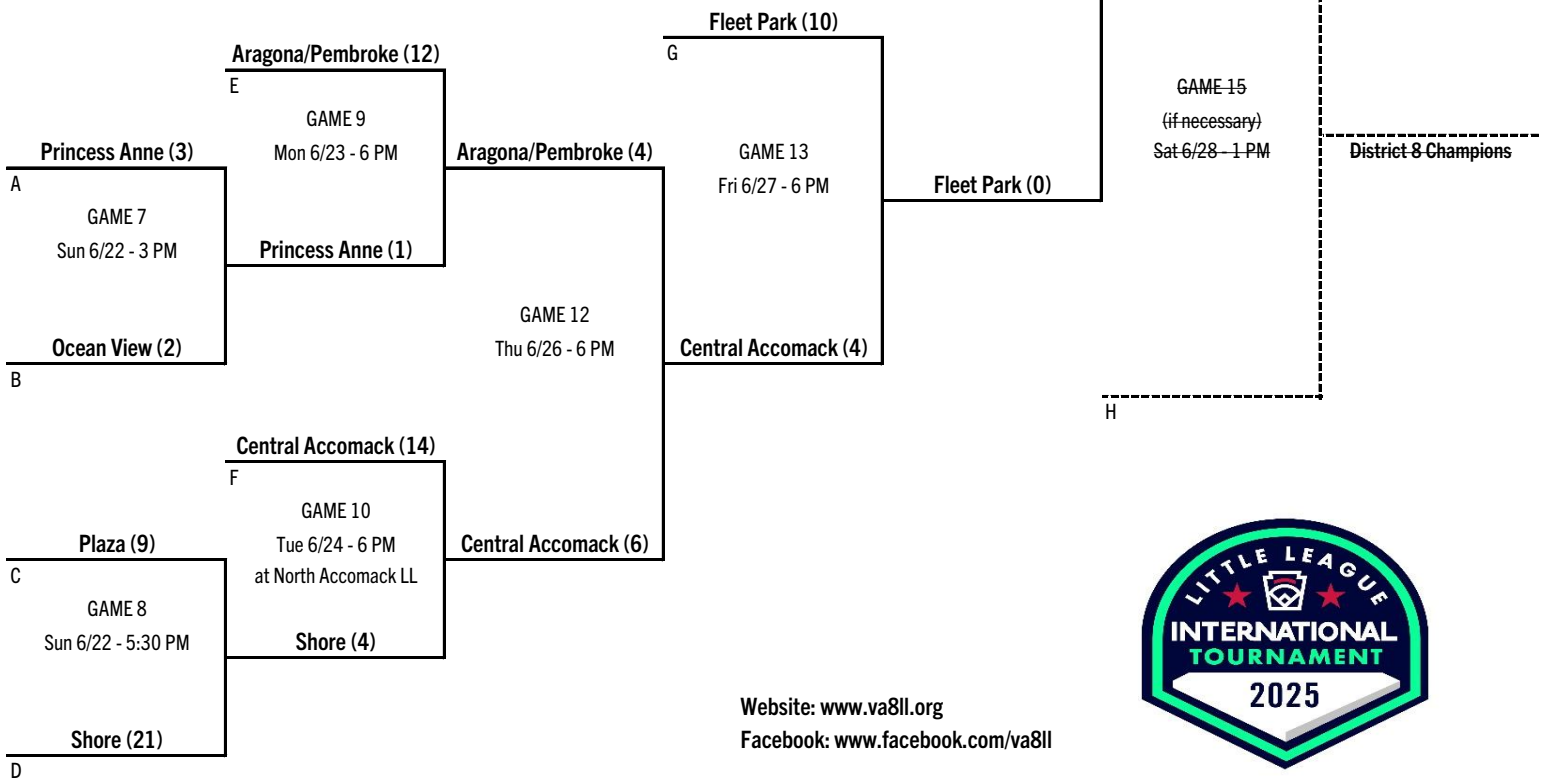 Fleet Park (10)
G
Aragona/Pembroke (12)
E
GAME 9
Mon 6/23 - 6 PM
Princess Anne (3)
A
GAME 7
Sun 6/22 - 3 PM
Princess Anne (1)
Ocean View (2)
B
Aragona/Pembroke (4)
GAME 13
Fri 6/27 - 6 PM
Fleet Park (0)
GAME 15
(if necessary)
Sat 6/28 - 1 PM
District 8 Champions
GAME 12
Thu 6/26 - 6 PM
Central Accomack (4)
H
Central Accomack (14)
F
GAME 10
Tue 6/24 - 6 PM
at North Accomack LL
Central Accomack (6)
Plaza (9)
C
GAME 8
Sun 6/22 - 5:30 PM
Shore (4)
Shore (21)
D
Website: www.va8ll.org
Facebook: www.facebook.com/va8ll
LITTLE LEAGUE
INTERNATIONAL
TOURNAMENT
2025